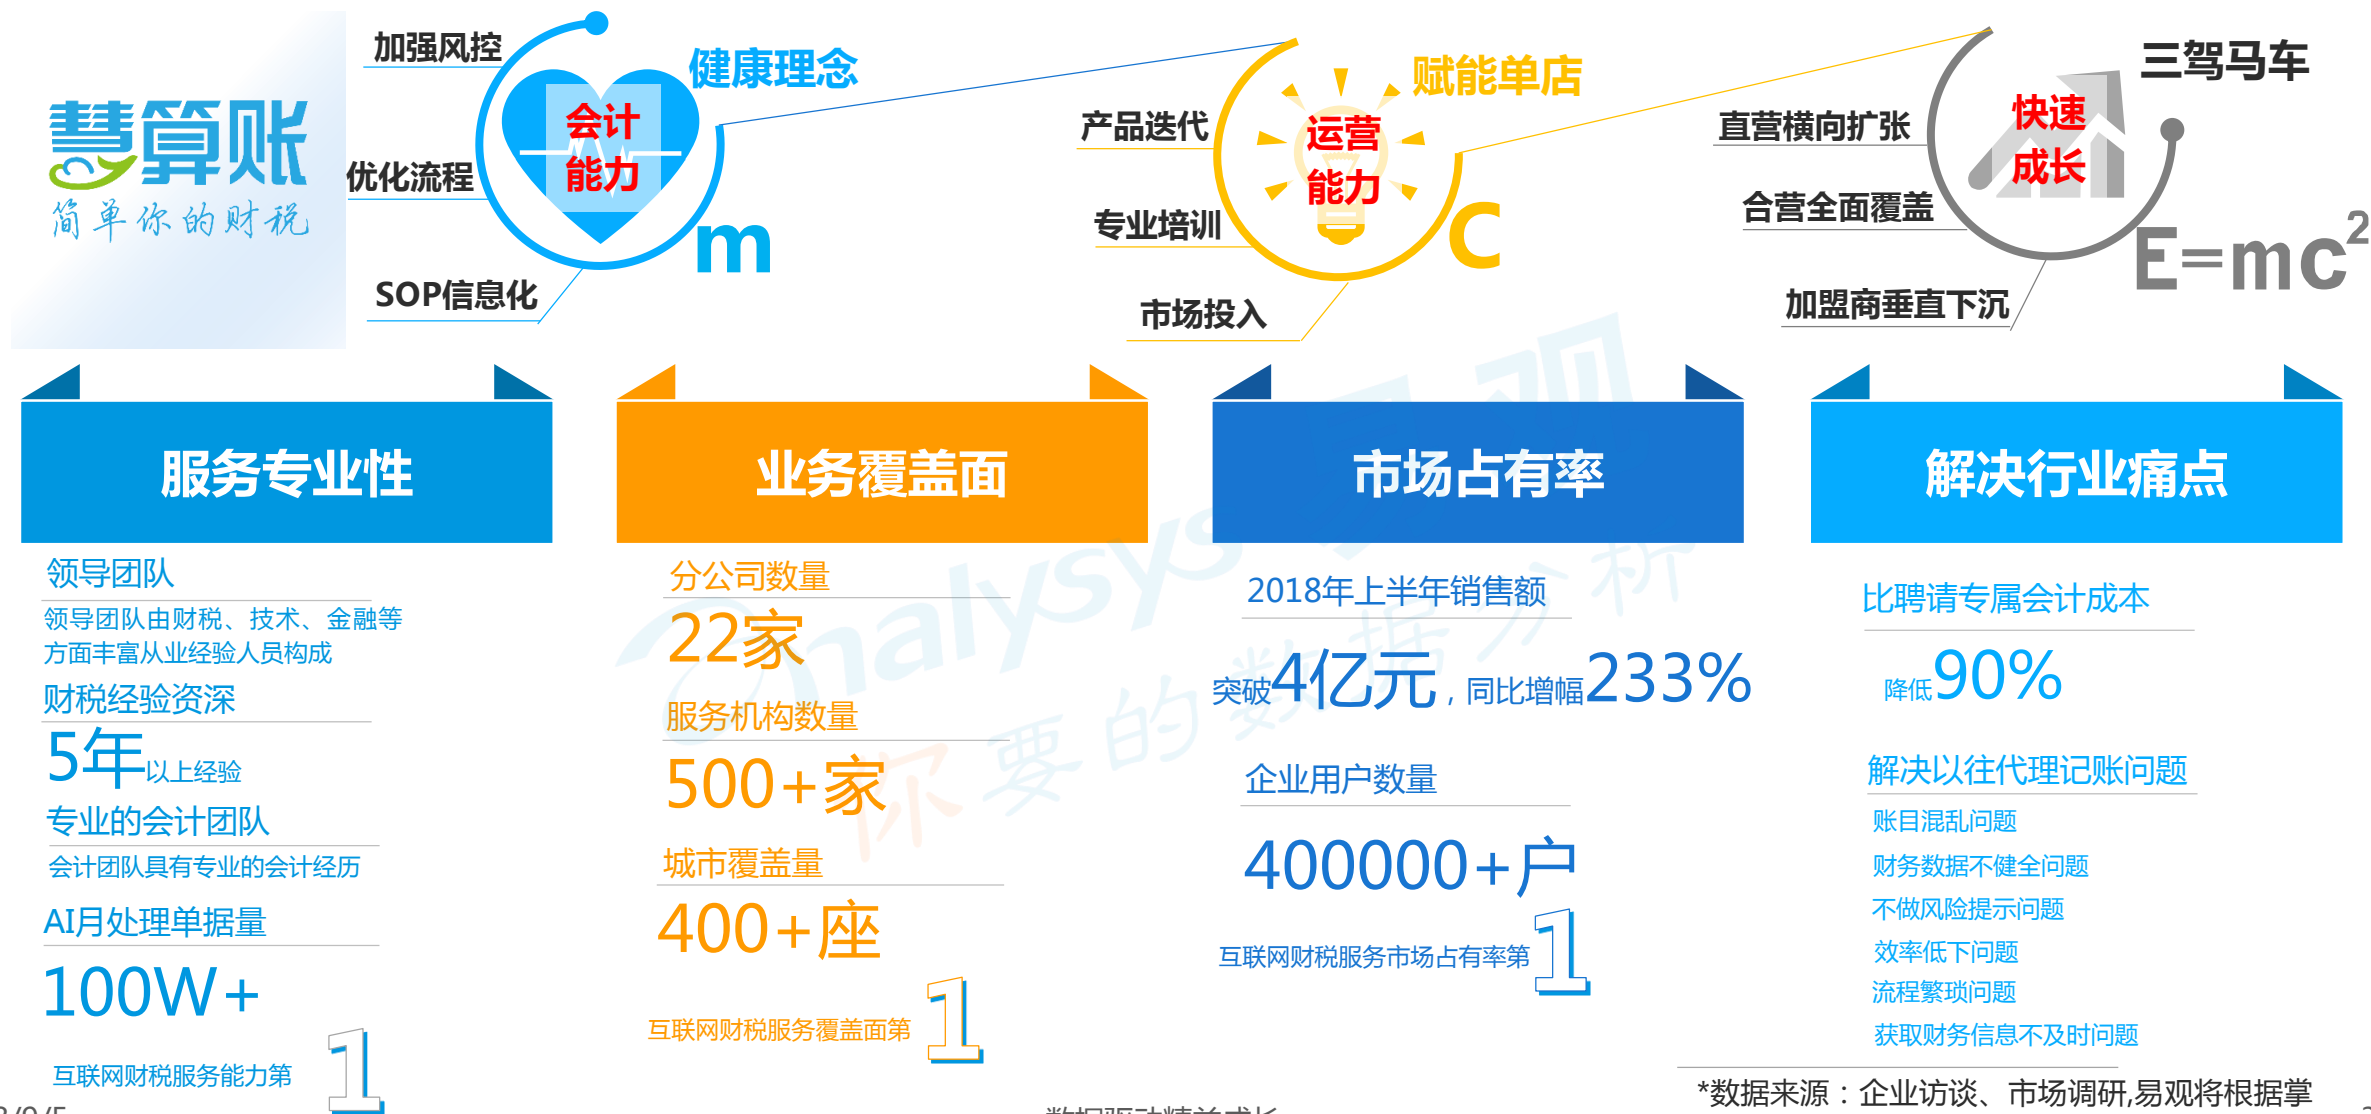 慧算账
简单你的财税
加强风控
优化流程
SOP信息化
会计
能力
健康理念
m
产品迭代
专业培训
市场投入
运营
能力
赋能单店
C
直营横向扩张
合营全面覆盖
加盟商垂直下沉
快速
成长
三驾马车
E=mc²
服务专业性
领导团队
领导团队由财税、技术、金融等
方面丰富从业经验人员构成
财税经验资深
5年以上经验
专业的会计团队
会计团队具有专业的会计经历
AI月处理单据量
100W+
互联网财税服务能力第1
业务覆盖面
分公司数量
22家
服务机构数量
500+家
城市覆盖量
400+座
互联网财税服务覆盖面第1
市场占有率
2018年上半年销售额
突破4亿元，同比增幅233%
企业用户数量
400000+户
互联网财税服务市场占有率第1
解决行业痛点
比聘请专属会计成本
降低90%
解决以往代理记账问题
账目混乱问题
财务数据不健全问题
不做风险提示问题
效率低下问题
流程繁琐问题
获取财务信息不及时问题
*数据来源：企业访谈、市场调研,易观将根据掌
数据驱动精益成长
nalysys
你要的数据分析